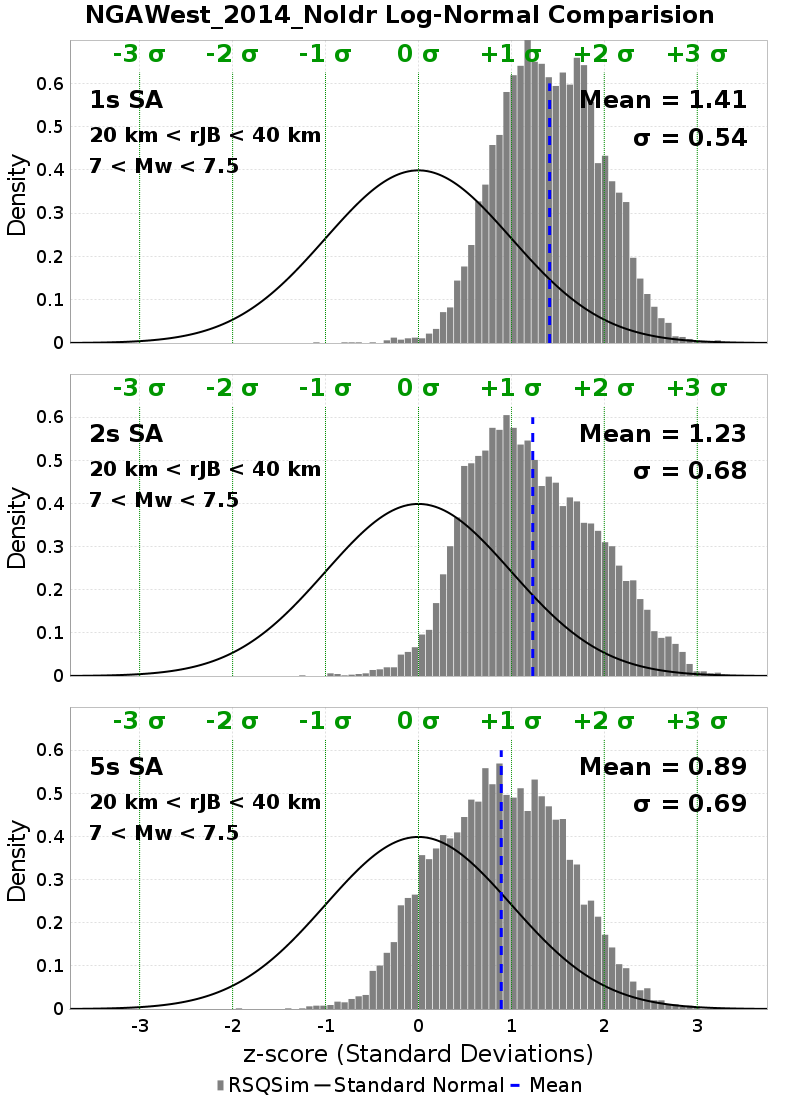 NGAWest_2014_NoIdr Log-Normal Comparision
-3 σ -2 σ -1 σ 0 σ +1 σ +2 σ +3 σ
1s SA
Mean = 1.41
20 km < rJB < 40 km
σ = 0.54
7 < Mw < 7.5
Density
0.6
0.5
0.4
0.3
0.2
0.1
0
-3 σ -2 σ -1 σ 0 σ +1 σ +2 σ +3 σ
2s SA
Mean = 1.23
20 km < rJB < 40 km
σ = 0.68
7 < Mw < 7.5
Density
0.6
0.5
0.4
0.3
0.2
0.1
0
-3 σ -2 σ -1 σ 0 σ +1 σ +2 σ +3 σ
5s SA
Mean = 0.89
20 km < rJB < 40 km
σ = 0.69
7 < Mw < 7.5
Density
0.6
0.5
0.4
0.3
0.2
0.1
0
-3 -2 -1 0 1 2 3
z-score (Standard Deviations)
RSQSim Standard Normal Mean